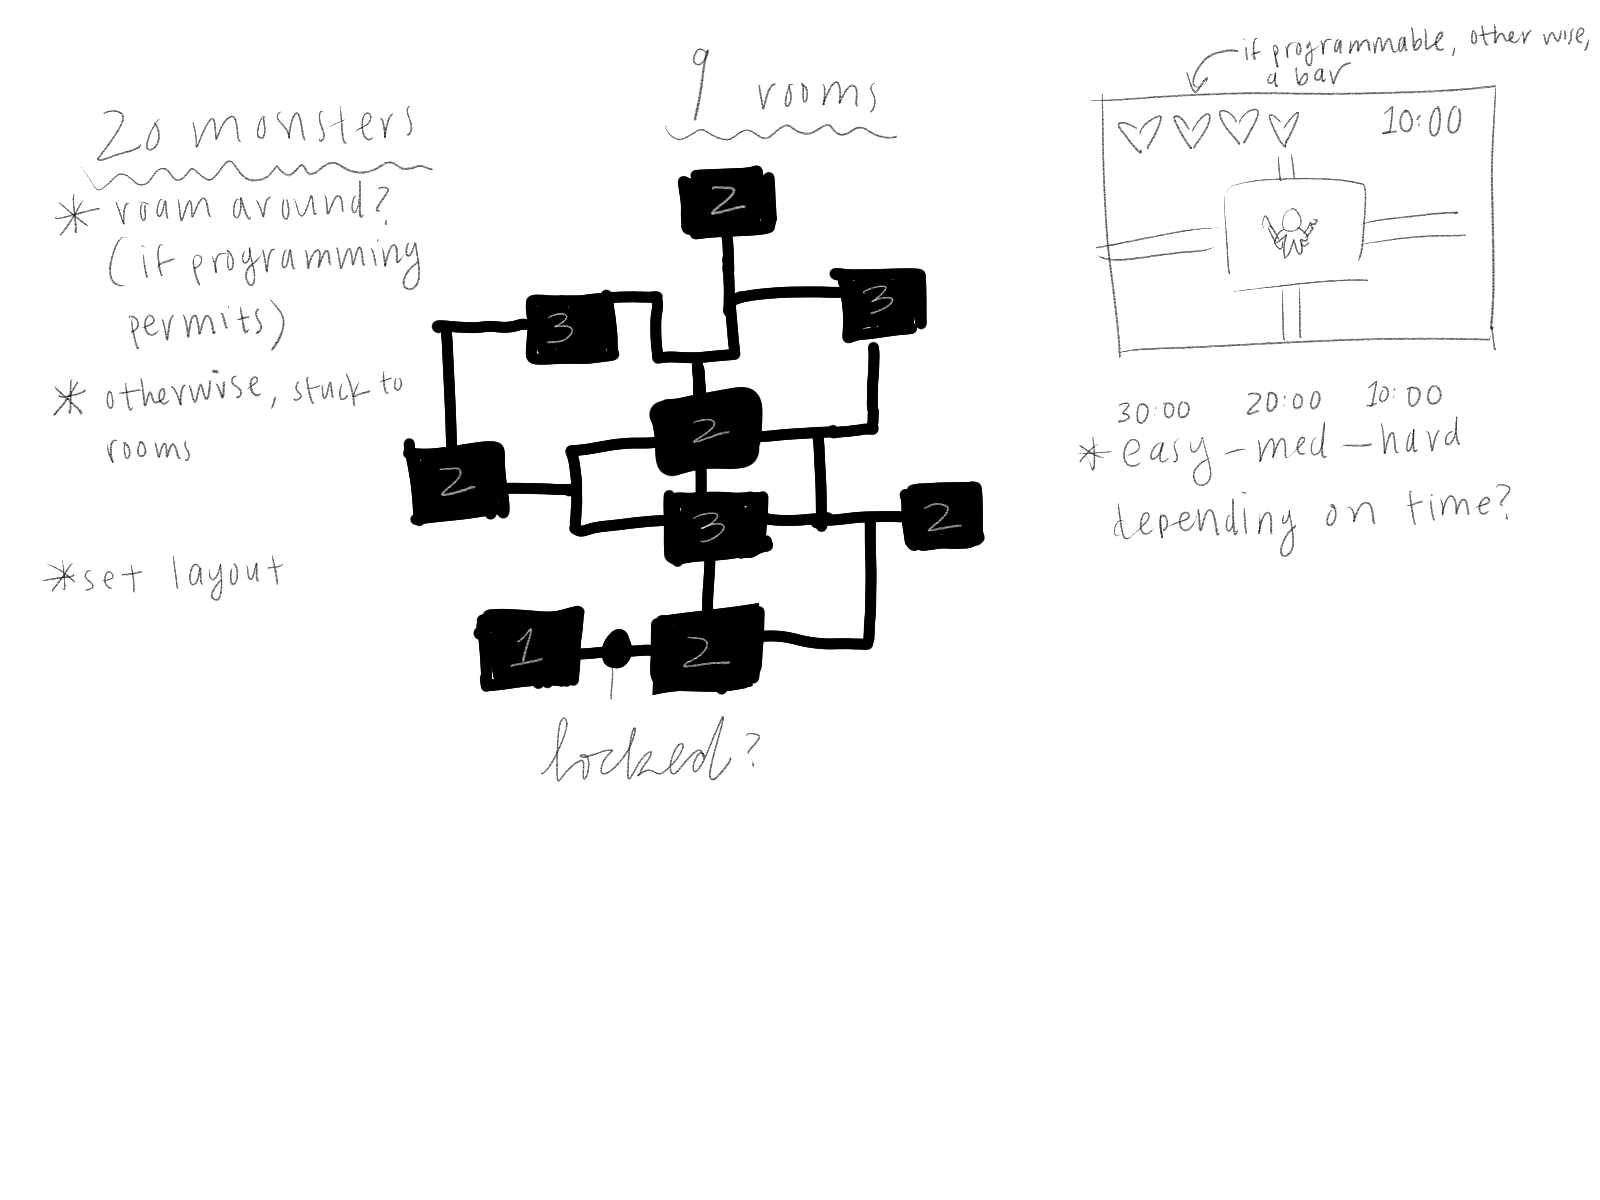 20 monsters
* roam around?
(if programming
permits)
* otherwise, stuck to
rooms
* set layout
9 rooms
2
3
3
2
2
3
2
1
2
locked?
if programmable, other wise,
a bar
10:00
30:00 20:00 10:00
* easy - med - hard
depending on time?